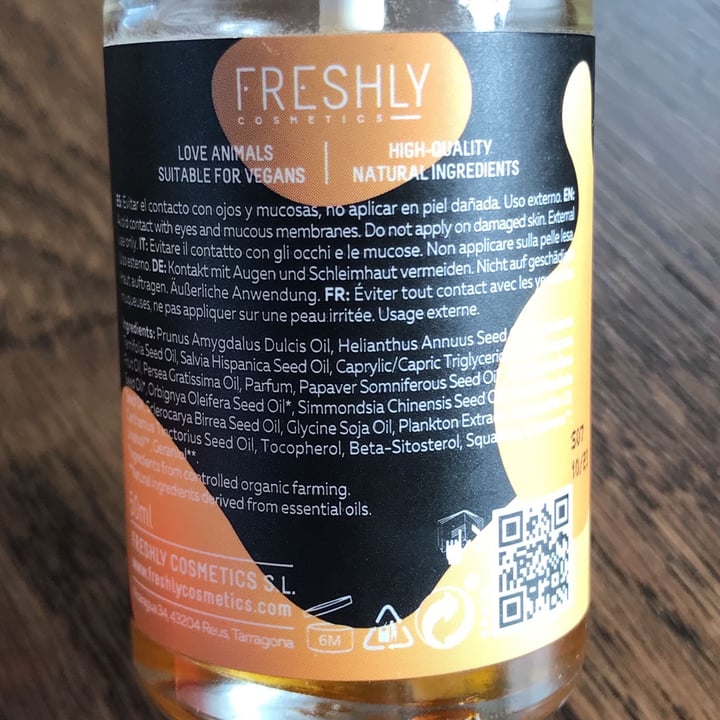 FRESHLY
COSMETICS
LOVE ANIMALS
SUITABLE FOR VEGANS
HIGH-QUALITY
NATURAL INGREDIENTS
ES: Evitar el contacto con ojos y mucosas, no aplicar en piel dañada. Uso externo. EN:
Avoid contact with eyes and mucous membranes. Do not apply on damaged skin. External
use only. IT: Evitare il contatto con gli occhi e le mucose. Non applicare sulla pelle lesa.
Uso esterno. DE: Kontakt mit Augen und Schleimhaut vermeiden. Nicht auf geschädigte
Haut auftragen. Äußerliche Anwendung. FR: Éviter tout contact avec les
muqueuses, ne pas appliquer sur une peau irritée. Usage externe.
Ingredients: Prunus Amygdalus Dulcis Oil, Helianthus Annuus Seed
Seed Oil, Salvia Hispanica Seed Oil, Caprylic/Capric
Oil, Persea Gratissima Oil, Parfum, Papaver Somniferous Seed
Seed Oil*, Orbignya Oleifera Seed Oil*, Simmondsia Chinensis Seed
Birrea Seed Oil, Glycine Soja Oil, Plankton
Seed Oil, Tocopherol, Beta-Sitosterol,
Geraniol**.
*Ingredients from controlled organic farming.
**Natural ingredients derived from essential oils.
50ml
FRESHLY COSMETICS S.L.
www.freshlycosmetics.com
34, 43204 Reus, Tarragona
6M
S07